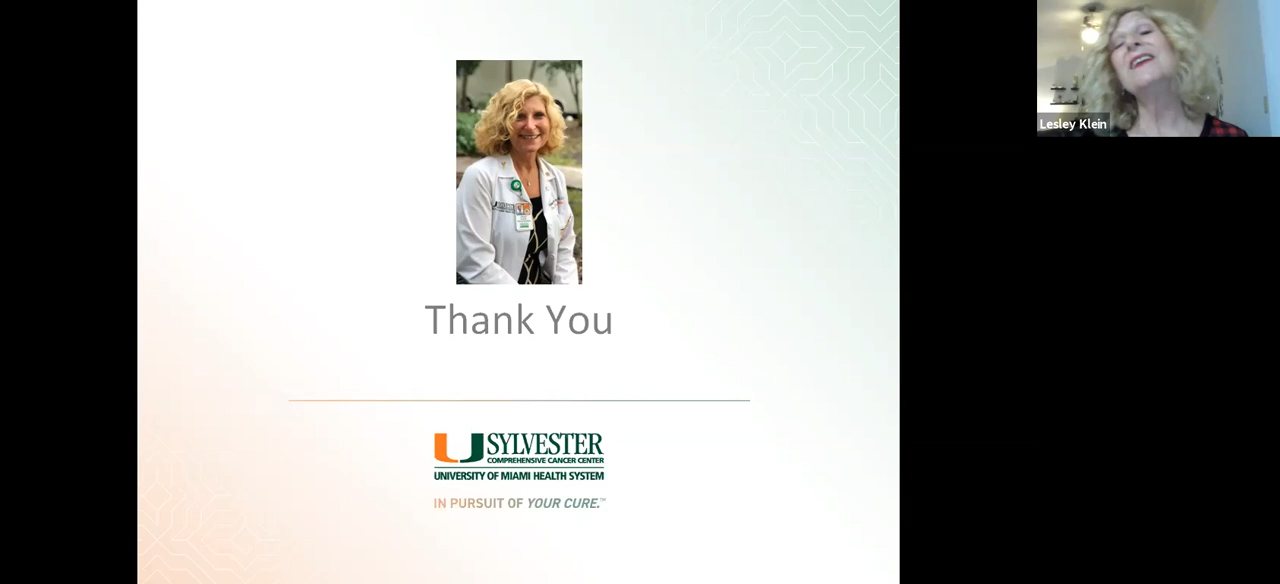 Lesley Klein
Thank You
SYLVESTER
COMPREHENSIVE CANCER CENTER
UNIVERSITY OF MIAMI HEALTH SYSTEM
IN PURSUIT OF YOUR CURE.™